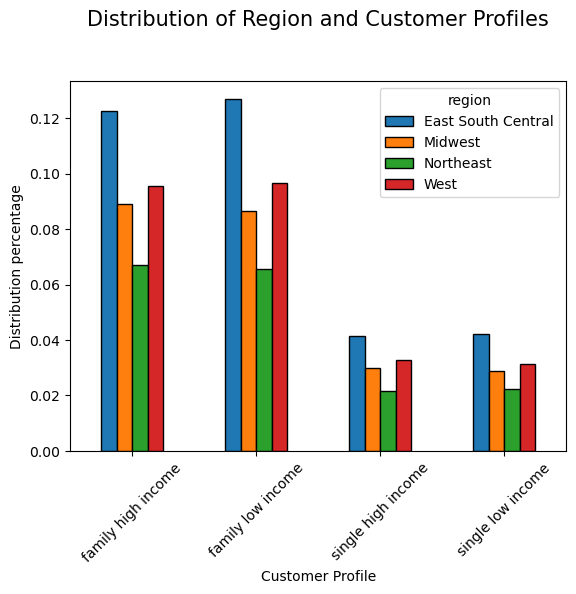 Distribution of Region and Customer Profiles
region
East South Central
Midwest
Northeast
West
Distribution percentage
0.12
0.10
0.08
0.06
0.04
0.02
0.00
family high income
family low income
single high income
single low income
Customer Profile